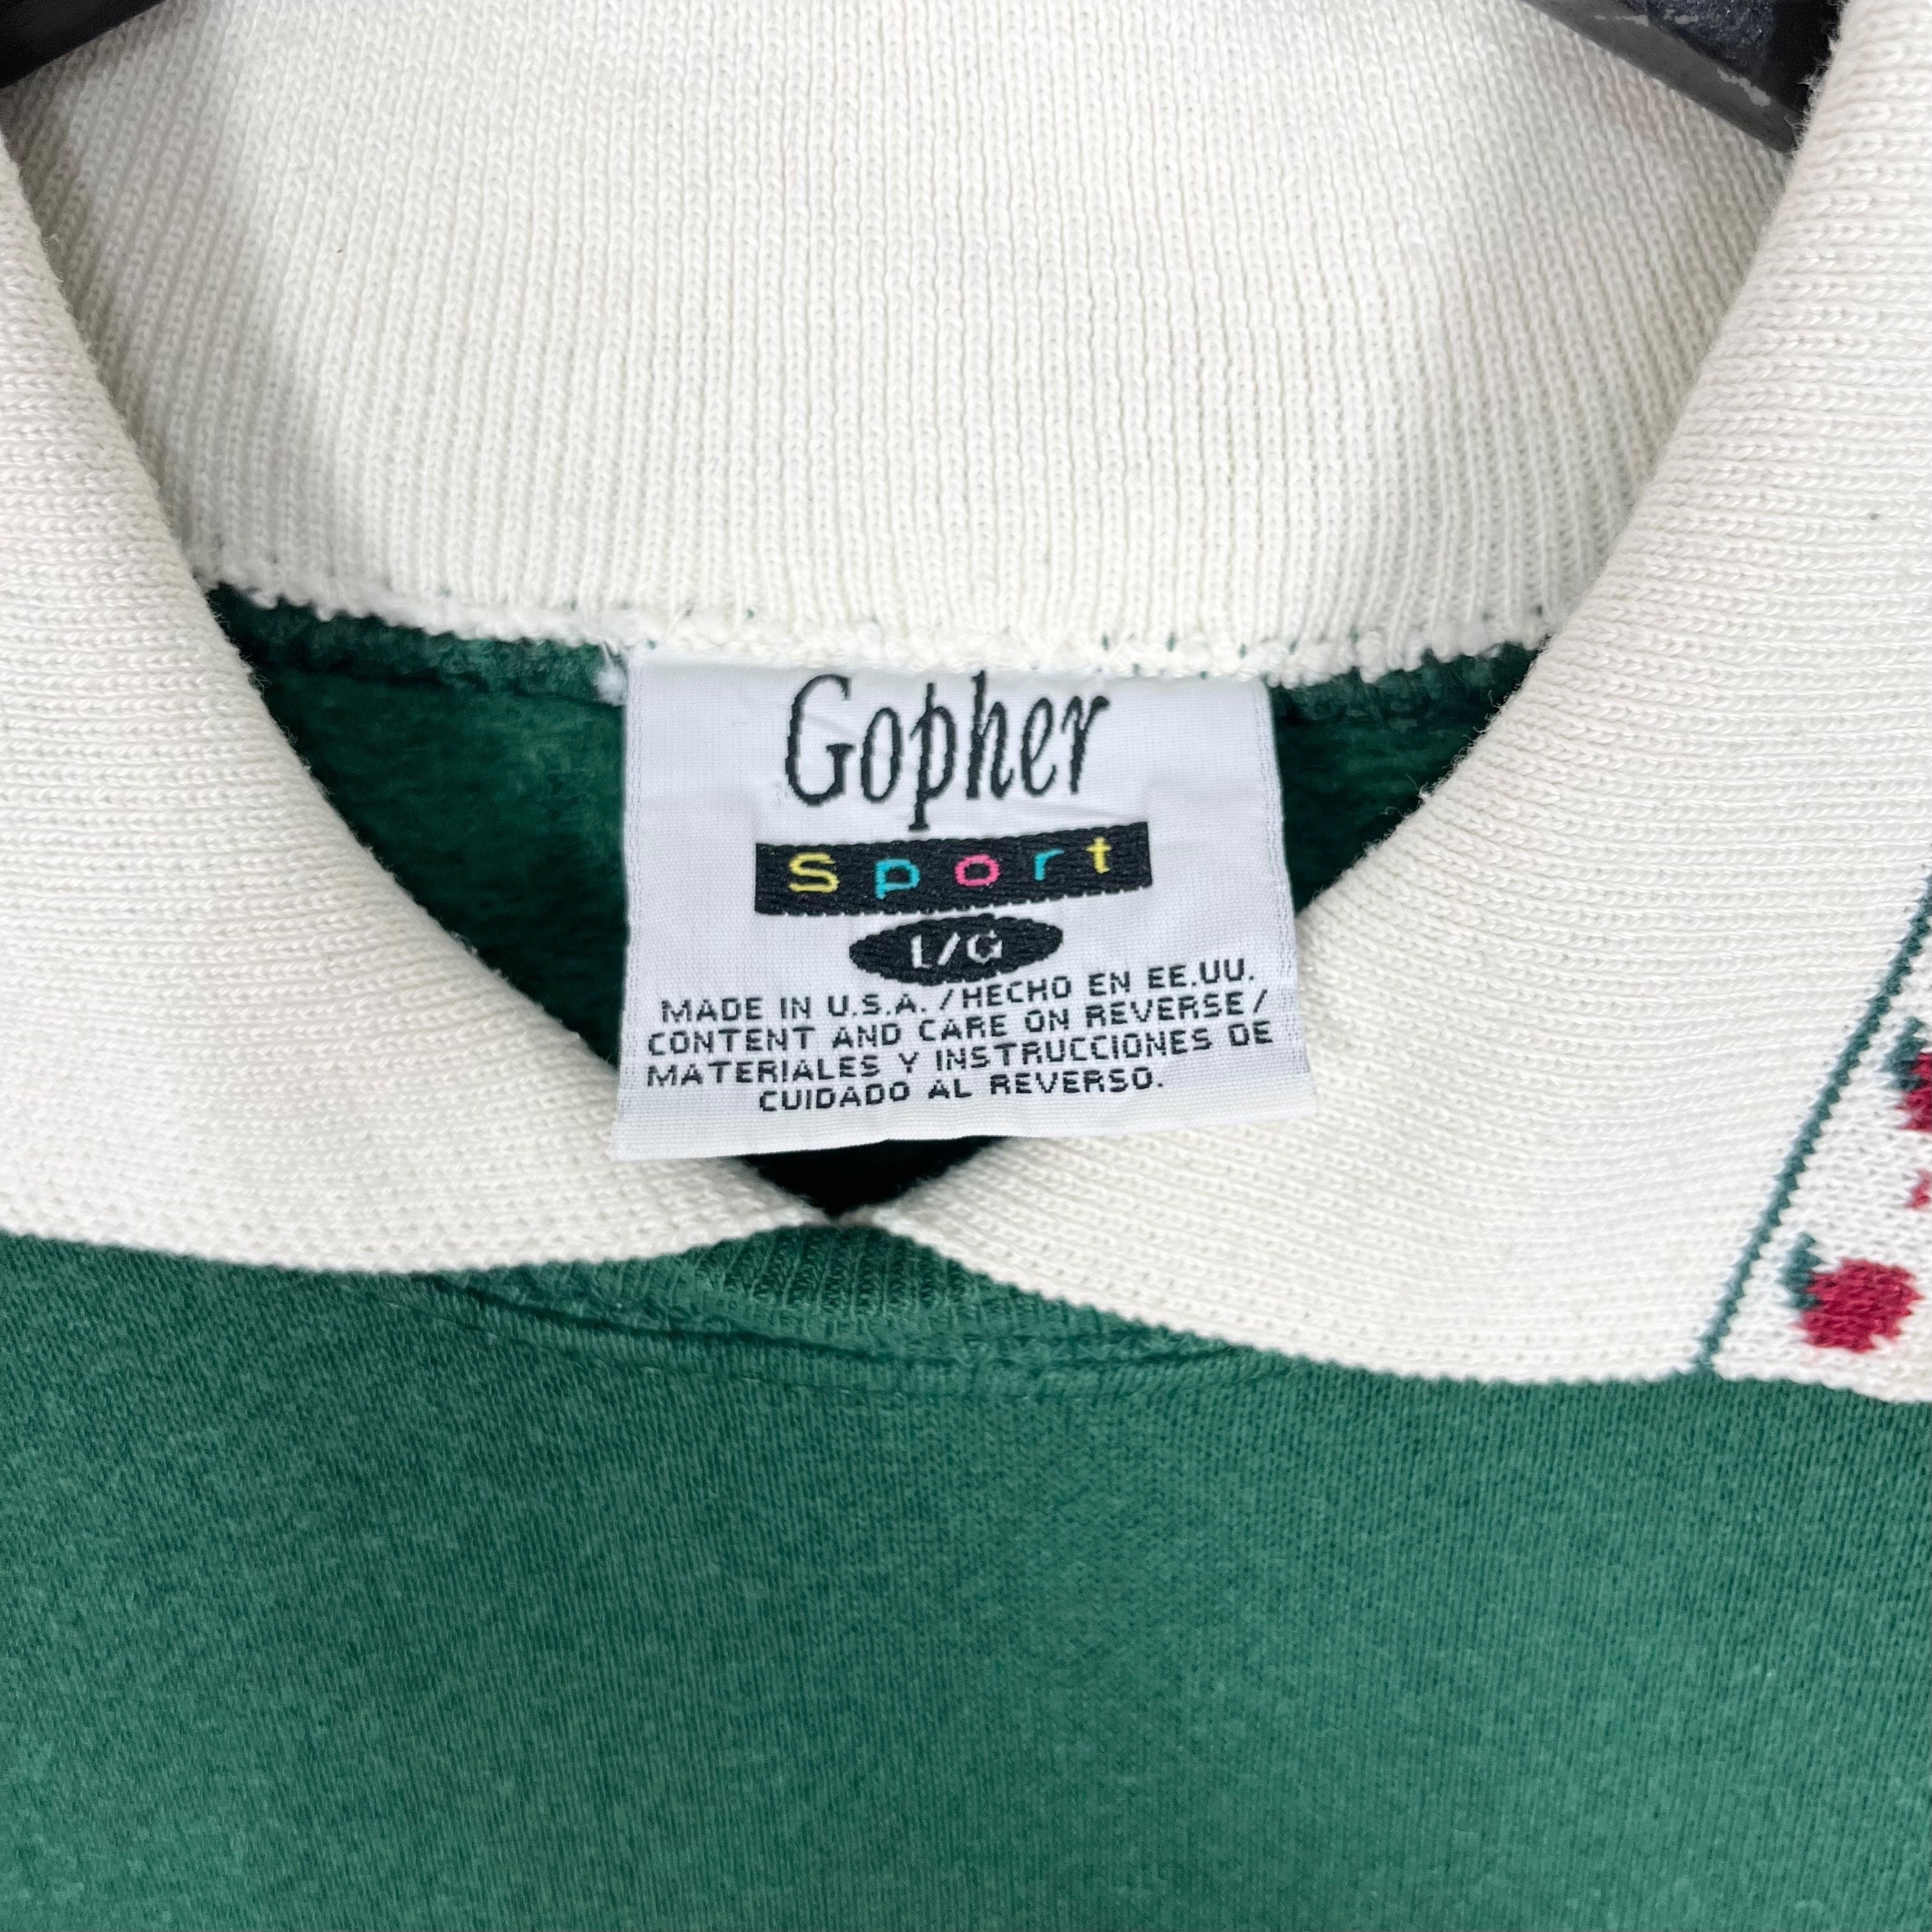 Gopher
Sport
L/G
MADE IN U.S.A. / HECHO EN EE.UU.
CONTENT AND CARE ON REVERSE/
MATERIALES Y INSTRUCCIONES DE
CUIDADO AL REVERSO.